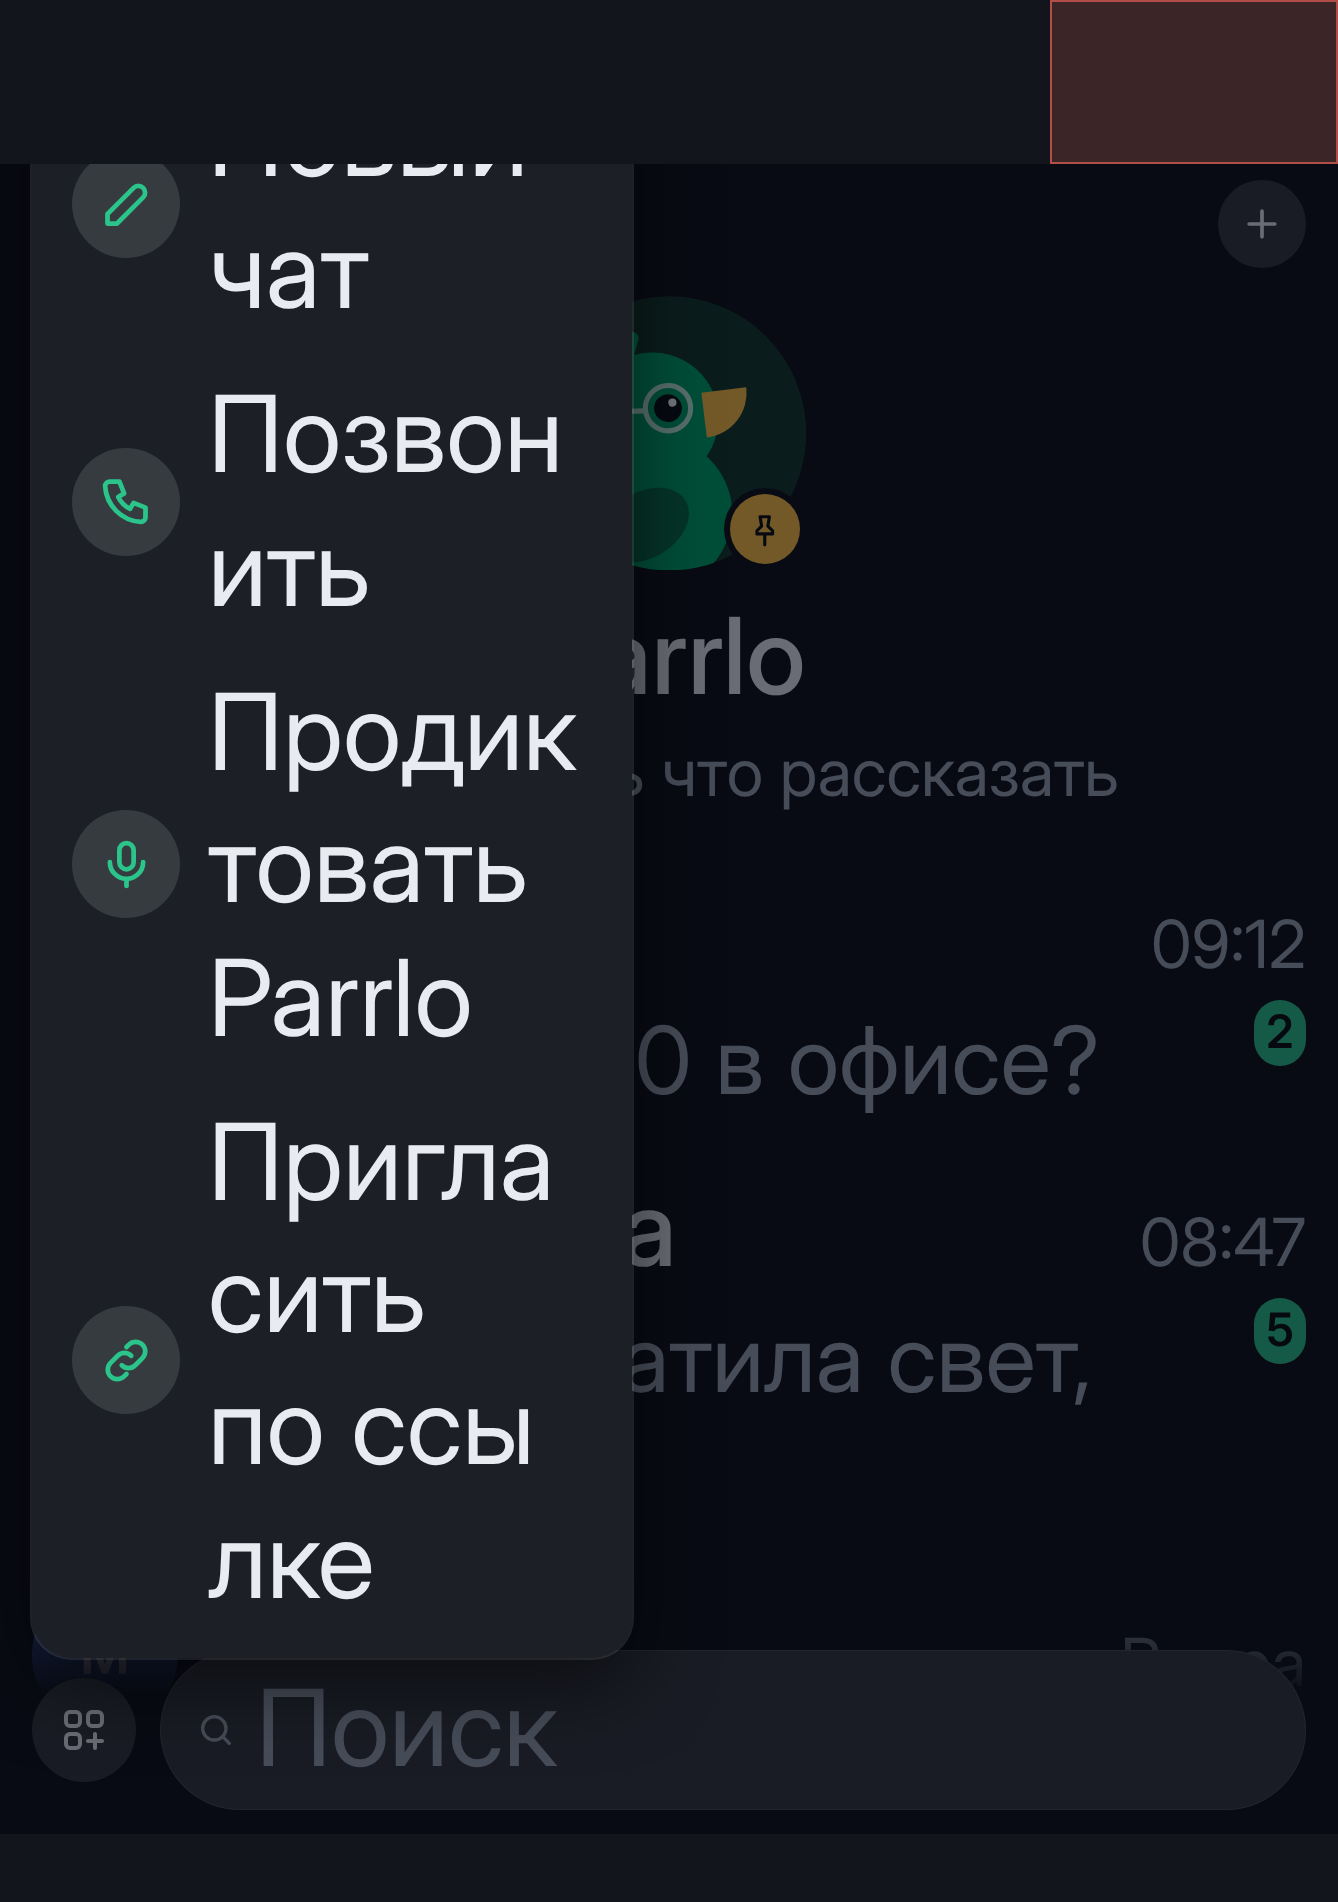 Новый
чат
Позвон
ить
Продик
товать
Parrlo
Пригла
сить
по ссы
лке
arrlo
ь что рассказать
09:12
0 в офисе?
2
а
08:47
атила свет,
5
М
Поиск